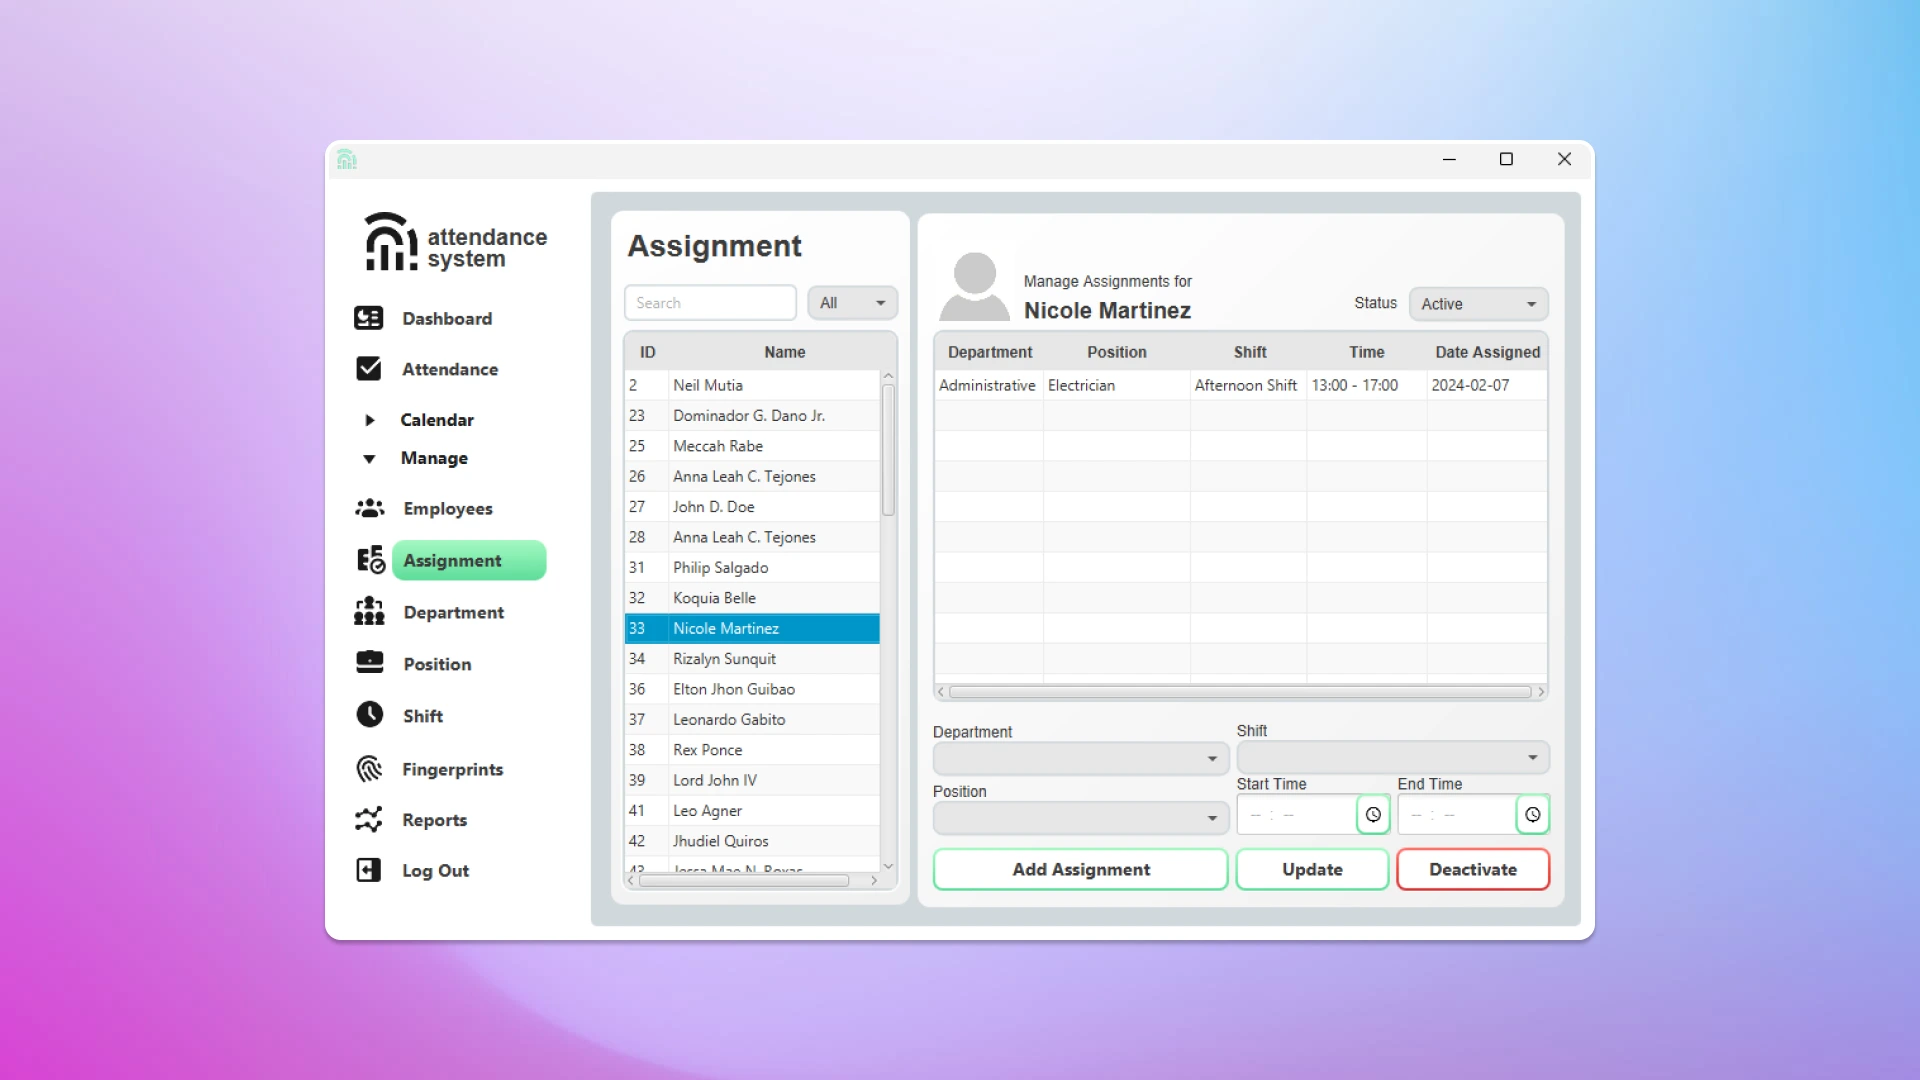 attendance
system
Dashboard
Attendance
Calendar
Manage
Employees
Assignment
Department
Position
Shift
Fingerprints
Reports
Log Out
Assignment
Search
All
ID Name
2 Neil Mutia
23 Dominador G. Dano Jr.
25 Meccah Rabe
26 Anna Leah C. Tejones
27 John D. Doe
28 Anna Leah C. Tejones
31 Philip Salgado
32 Koquia Belle
33 Nicole Martinez
34 Rizalyn Sunquit
36 Elton Jhon Guibao
37 Leonardo Gabito
38 Rex Ponce
39 Lord John IV
41 Leo Agner
42 Jhudiel Quiros
Manage Assignments for
Nicole Martinez
Status Active
Department Position Shift Time Date Assigned
Administrative Electrician Afternoon Shift 13:00 - 17:00 2024-02-07
Department
Shift
Position
Start Time End Time
-- : -- -- : --
Add Assignment Update Deactivate